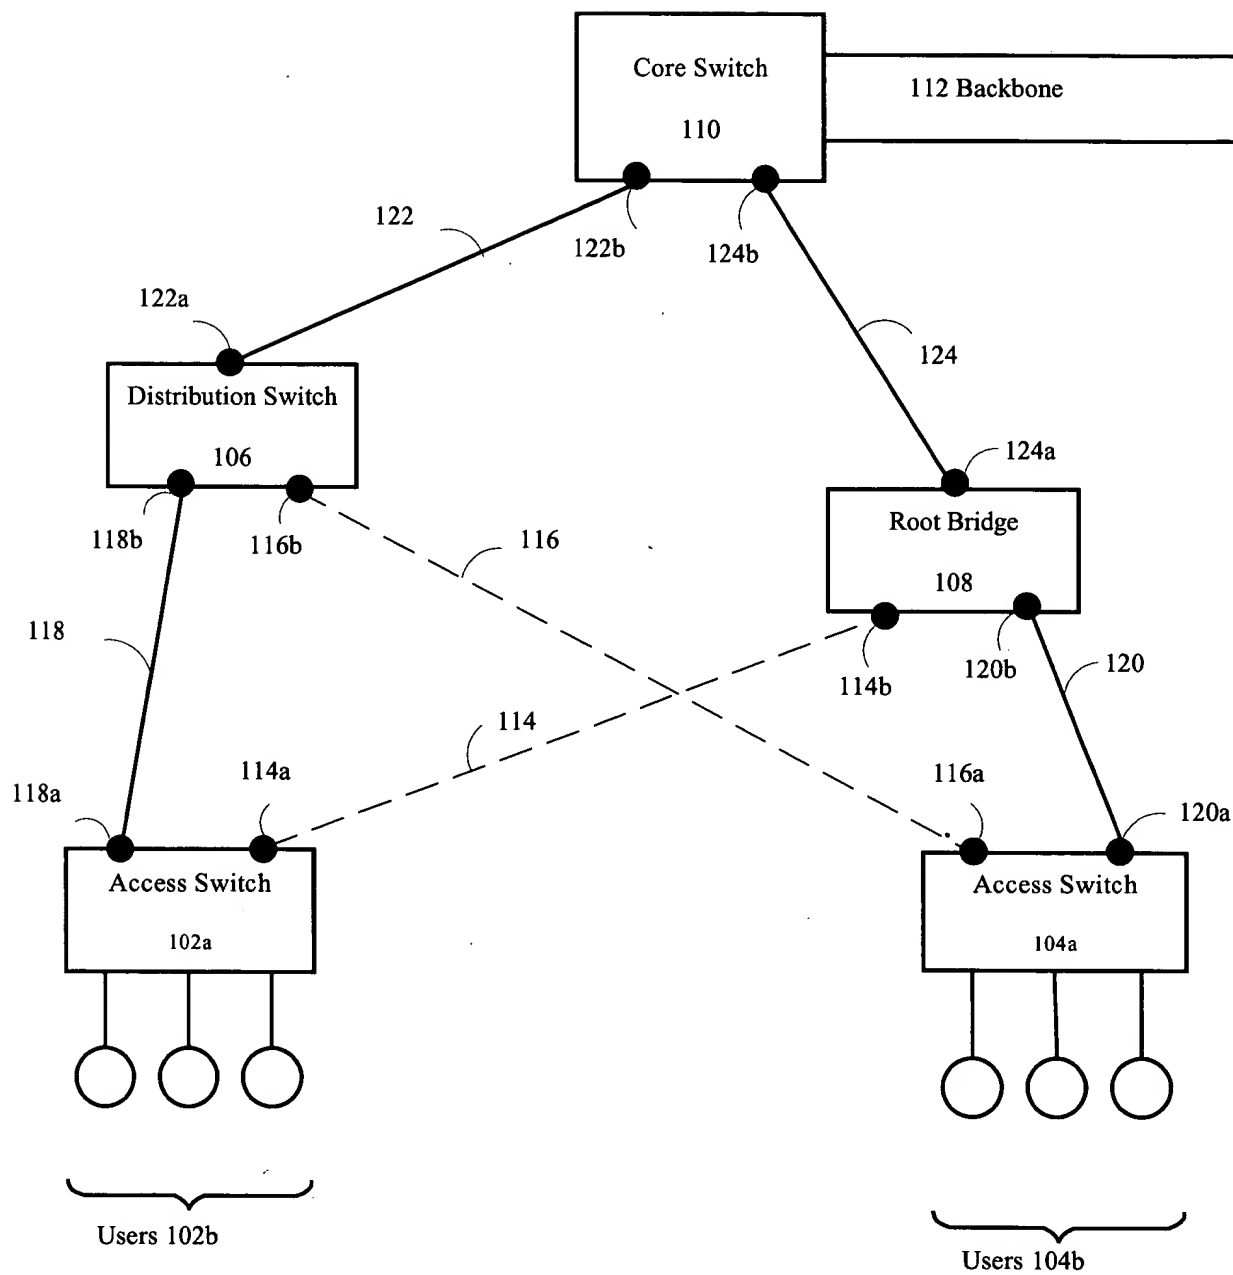 Core Switch
112 Backbone
110
122
122b
124b
122a
124
Distribution Switch
106
124a
Root Bridge
118b
116b
116
108
118
114b
120b
120
114
114a
116a
118a
120a
Access Switch
102a
Access Switch
104a
Users 102b
Users 104b